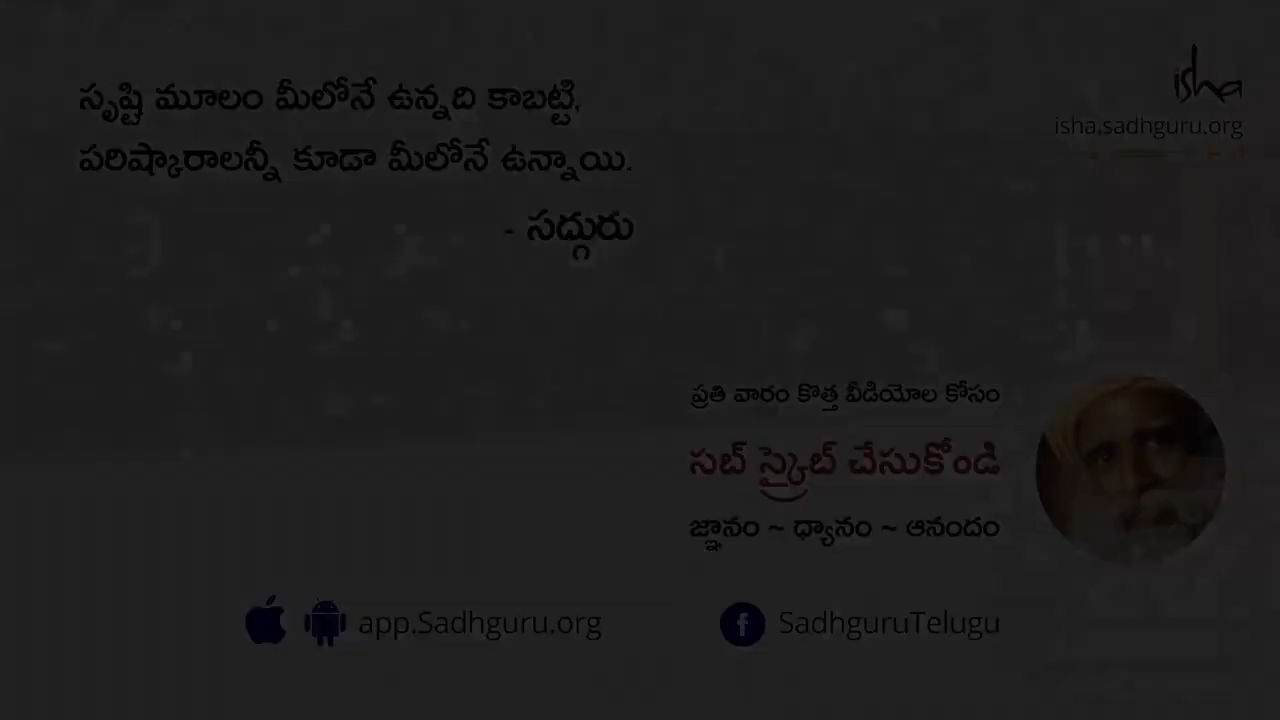 సృష్టి మూలం మీలోనే ఉన్నది కాబట్టి,
పరిష్కారాలన్నీ కూడా మీలోనే ఉన్నాయి.
- సద్గురు
isha
isha.sadhguru.org
ప్రతి వారం కొత్త వీడియోల కోసం
సబ్ స్క్రైబ్ చేసుకోండి
జ్ఞానం ~ ధ్యానం ~ ఆనందం
app.Sadhguru.org
SadhguruTelugu